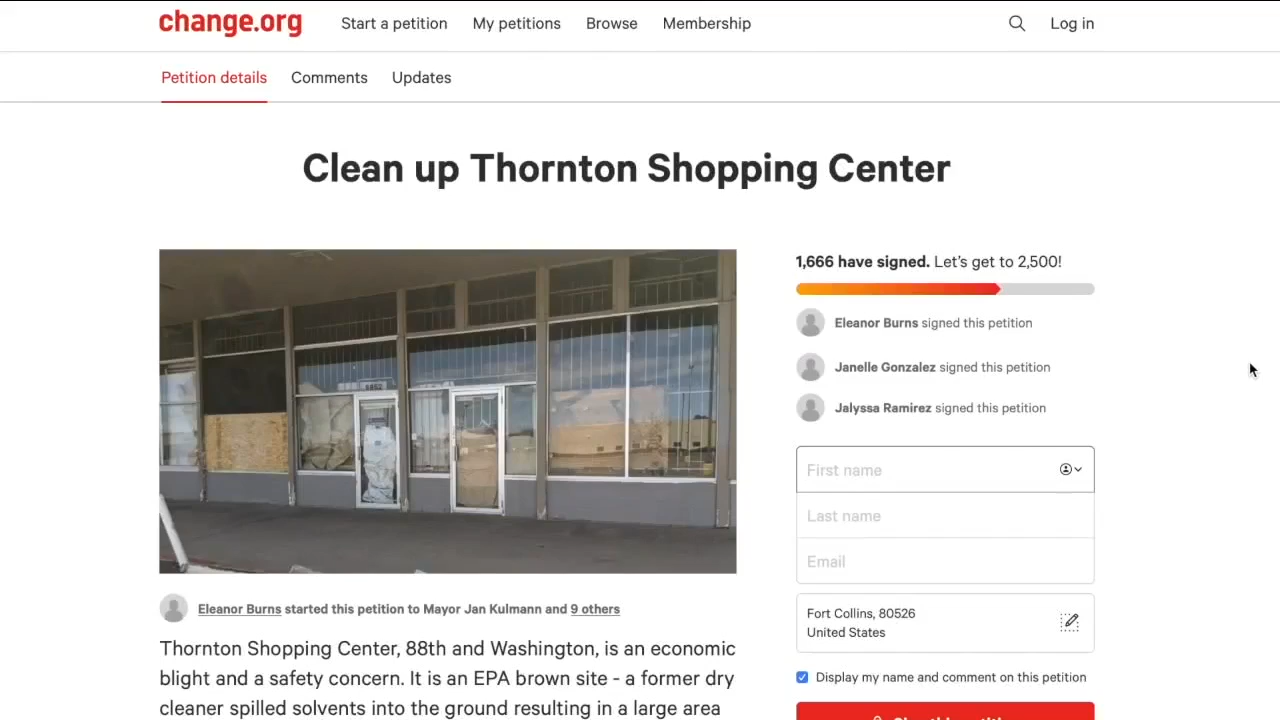 change.org
Start a petition
My petitions
Browse
Membership
Log in
Petition details
Comments
Updates
Clean up Thornton Shopping Center
1,666 have signed. Let's get to 2,500!
Eleanor Burns signed this petition
Janelle Gonzalez signed this petition
Jalyssa Ramirez signed this petition
First name
Last name
Email
Fort Collins, 80526
United States
Display my name and comment on this petition
Eleanor Burns started this petition to Mayor Jan Kulmann and 9 others
Thornton Shopping Center, 88th and Washington, is an economic
blight and a safety concern. It is an EPA brown site - a former dry
cleaner spilled solvents into the ground resulting in a large area